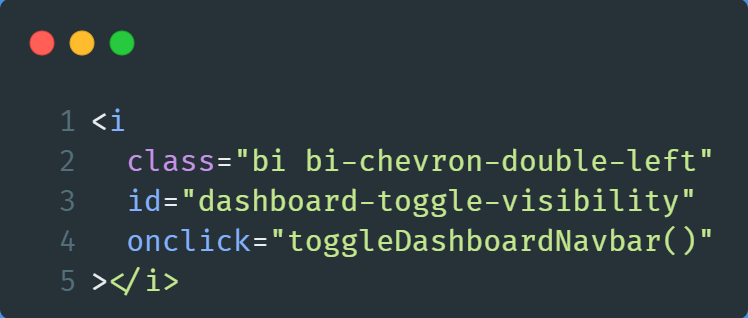 1 <i
2 class="bi bi-chevron-double-left"
3 id="dashboard-toggle-visibility"
4 onclick="toggleDashboardNavbar()"
5 ></i>